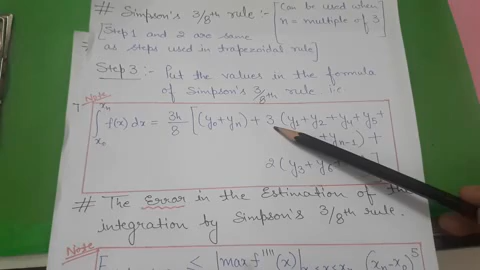 # Simpson's 3/8th rule :- [can be used when
n = multiple of 3]
[Step 1 and 2 are same
as steps used in trapezoidal rule]
Step 3 :- Put the values in the formula
of Simpson's 3/8th rule i.e
Note
∫ₓ₀ˣⁿ f(x) dx = 3h/8 [(y₀+yₙ) + 3 (y₁+y₂+y₄+y₅+
+yₙ₋₁) +
2(y₃+y₆+
# The Error in the Estimation of the
integration by Simpson's 3/8th rule.
Note
≤ |max f''''(x)| (xₙ-x₀)⁵